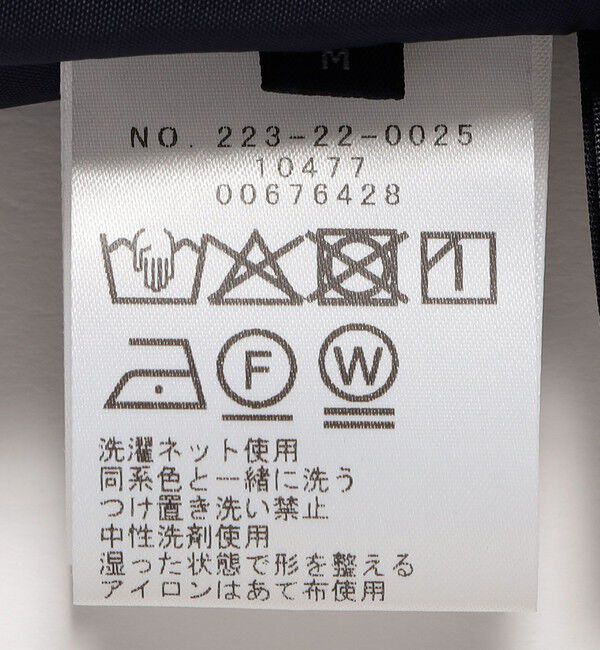 M
NO. 223-22-0025
10477
00676428
F W
洗濯ネット使用
同系色と一緒に洗う
つけ置き洗い禁止
中性洗剤使用
湿った状態で形を整える
アイロンはあて布使用